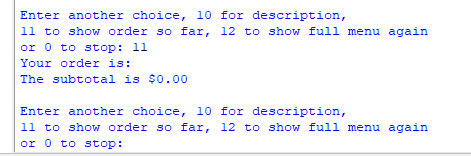 Enter another choice, 10 for description,
11 to show order so far, 12 to show full menu again
or 0 to stop: 11
Your order is:
The subtotal is $0.00
Enter another choice, 10 for description,
11 to show order so far, 12 to show full menu again
or 0 to stop: